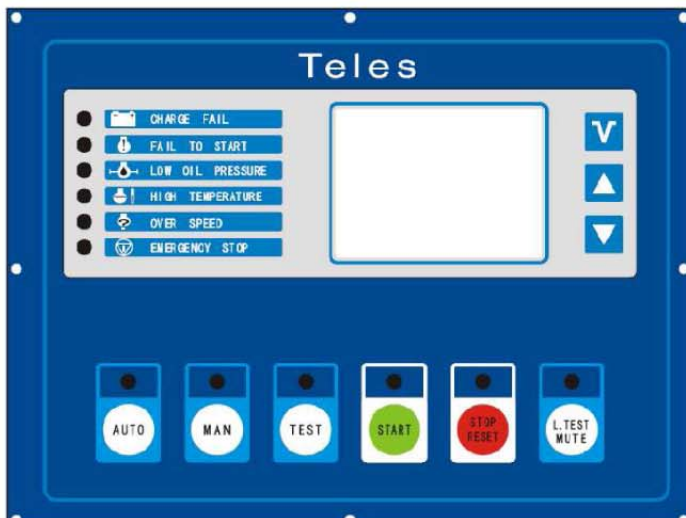 Teles
CHARGE FAIL
FAIL TO START
LOW OIL PRESSURE
HIGH TEMPERATURE
OVER SPEED
EMERGENCY STOP
AUTO
MAN
TEST
START
STOP
RESET
L.TEST
MUTE